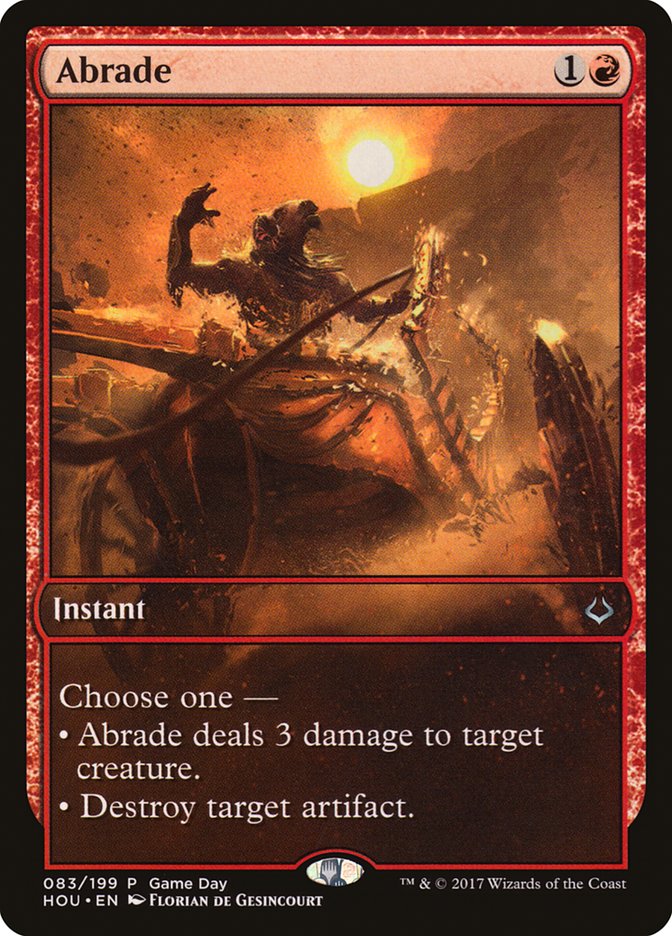 Abrade 1
Instant
Choose one —
• Abrade deals 3 damage to target
creature.
• Destroy target artifact.
083/199 P Game Day
HOU • EN Florian de Gesincourt
™ & © 2017 Wizards of the Coast